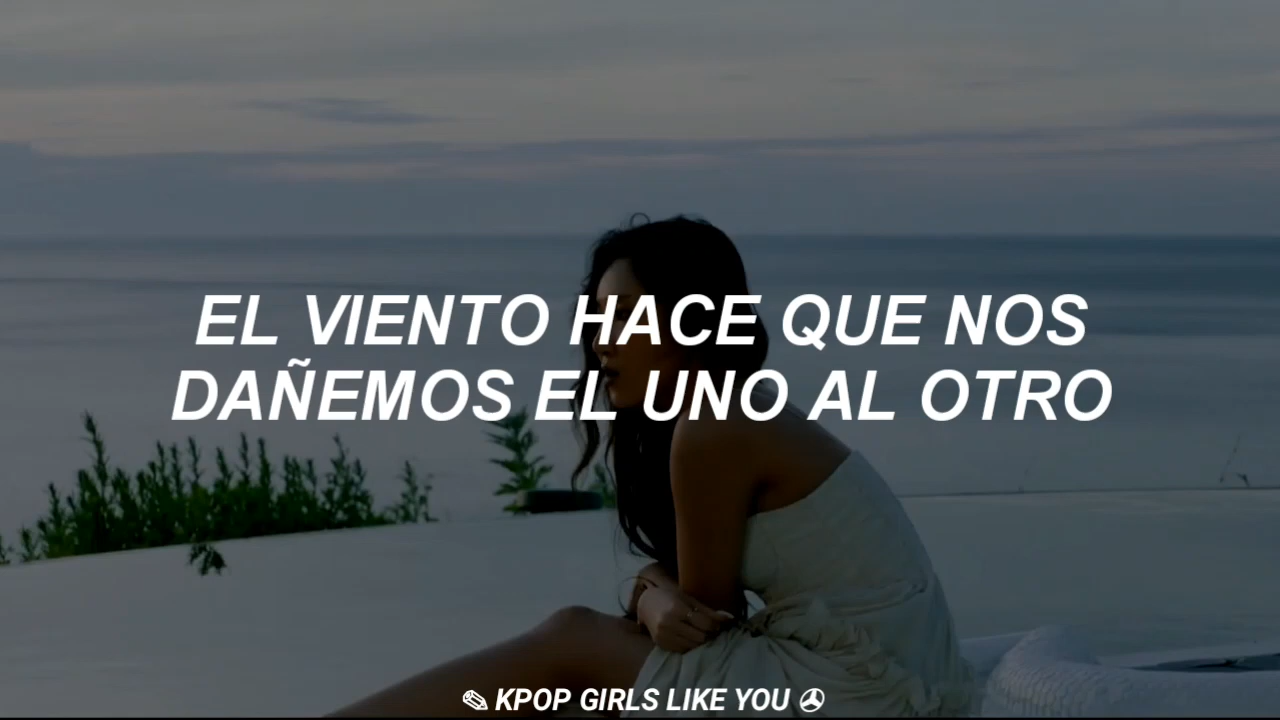 EL VIENTO HACE QUE NOS
DAÑEMOS EL UNO AL OTRO
✎ KPOP GIRLS LIKE YOU ✇